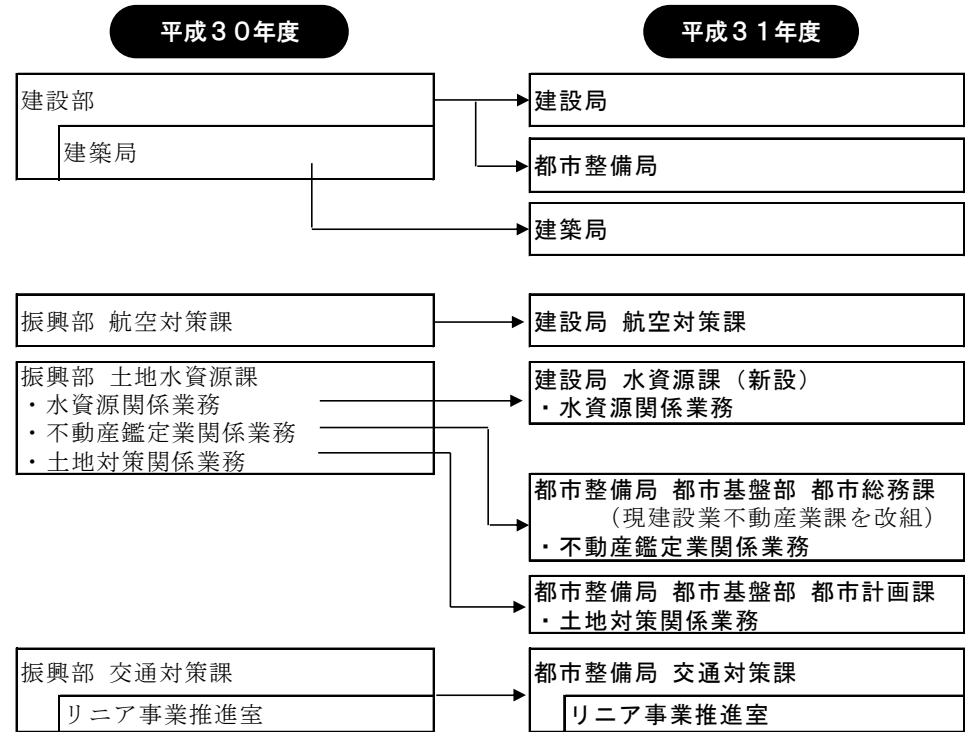 平成３０年度
平成３１年度
建設部
建築局
建設局
都市整備局
建築局
振興部 航空対策課
建設局 航空対策課
振興部 土地水資源課
・水資源関係業務
・不動産鑑定業関係業務
・土地対策関係業務
建設局 水資源課（新設）
・水資源関係業務
都市整備局 都市基盤部 都市総務課
（現建設業不動産業課を改組）
・不動産鑑定業関係業務
都市整備局 都市基盤部 都市計画課
・土地対策関係業務
振興部 交通対策課
リニア事業推進室
都市整備局 交通対策課
リニア事業推進室